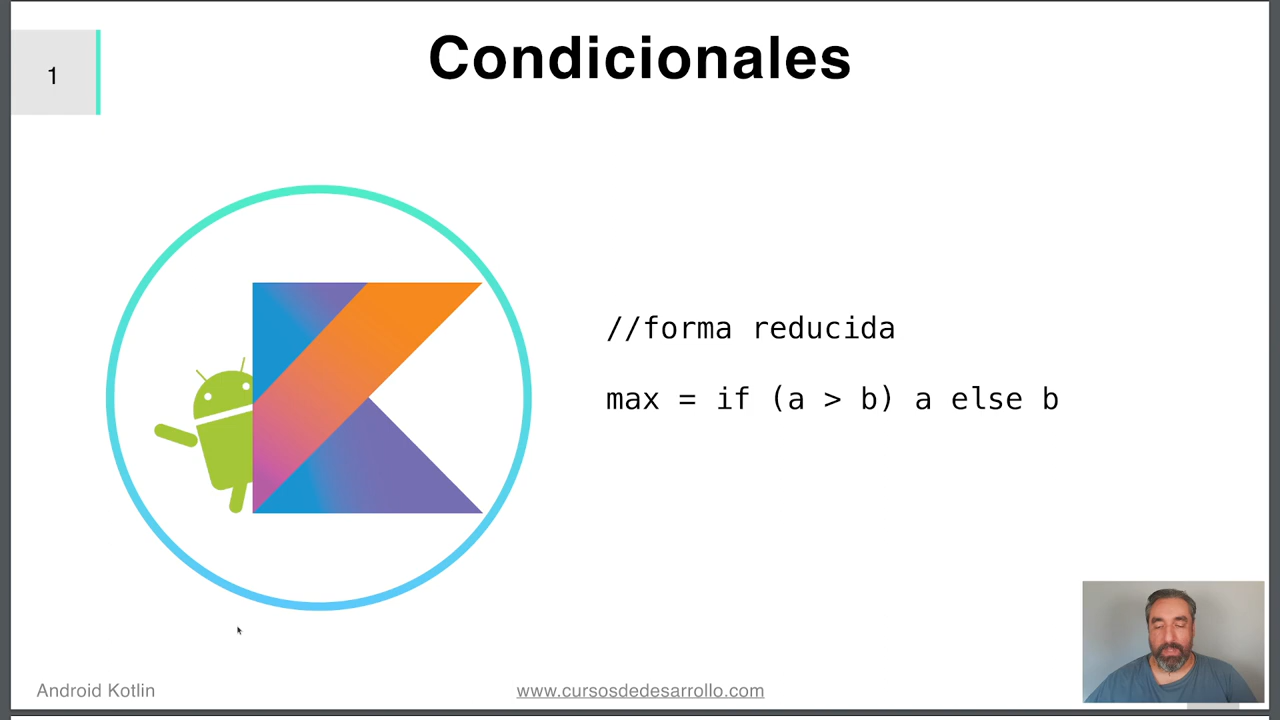 1
Condicionales
//forma reducida
max = if (a > b) a else b
Android Kotlin
www.cursosdedesarrollo.com